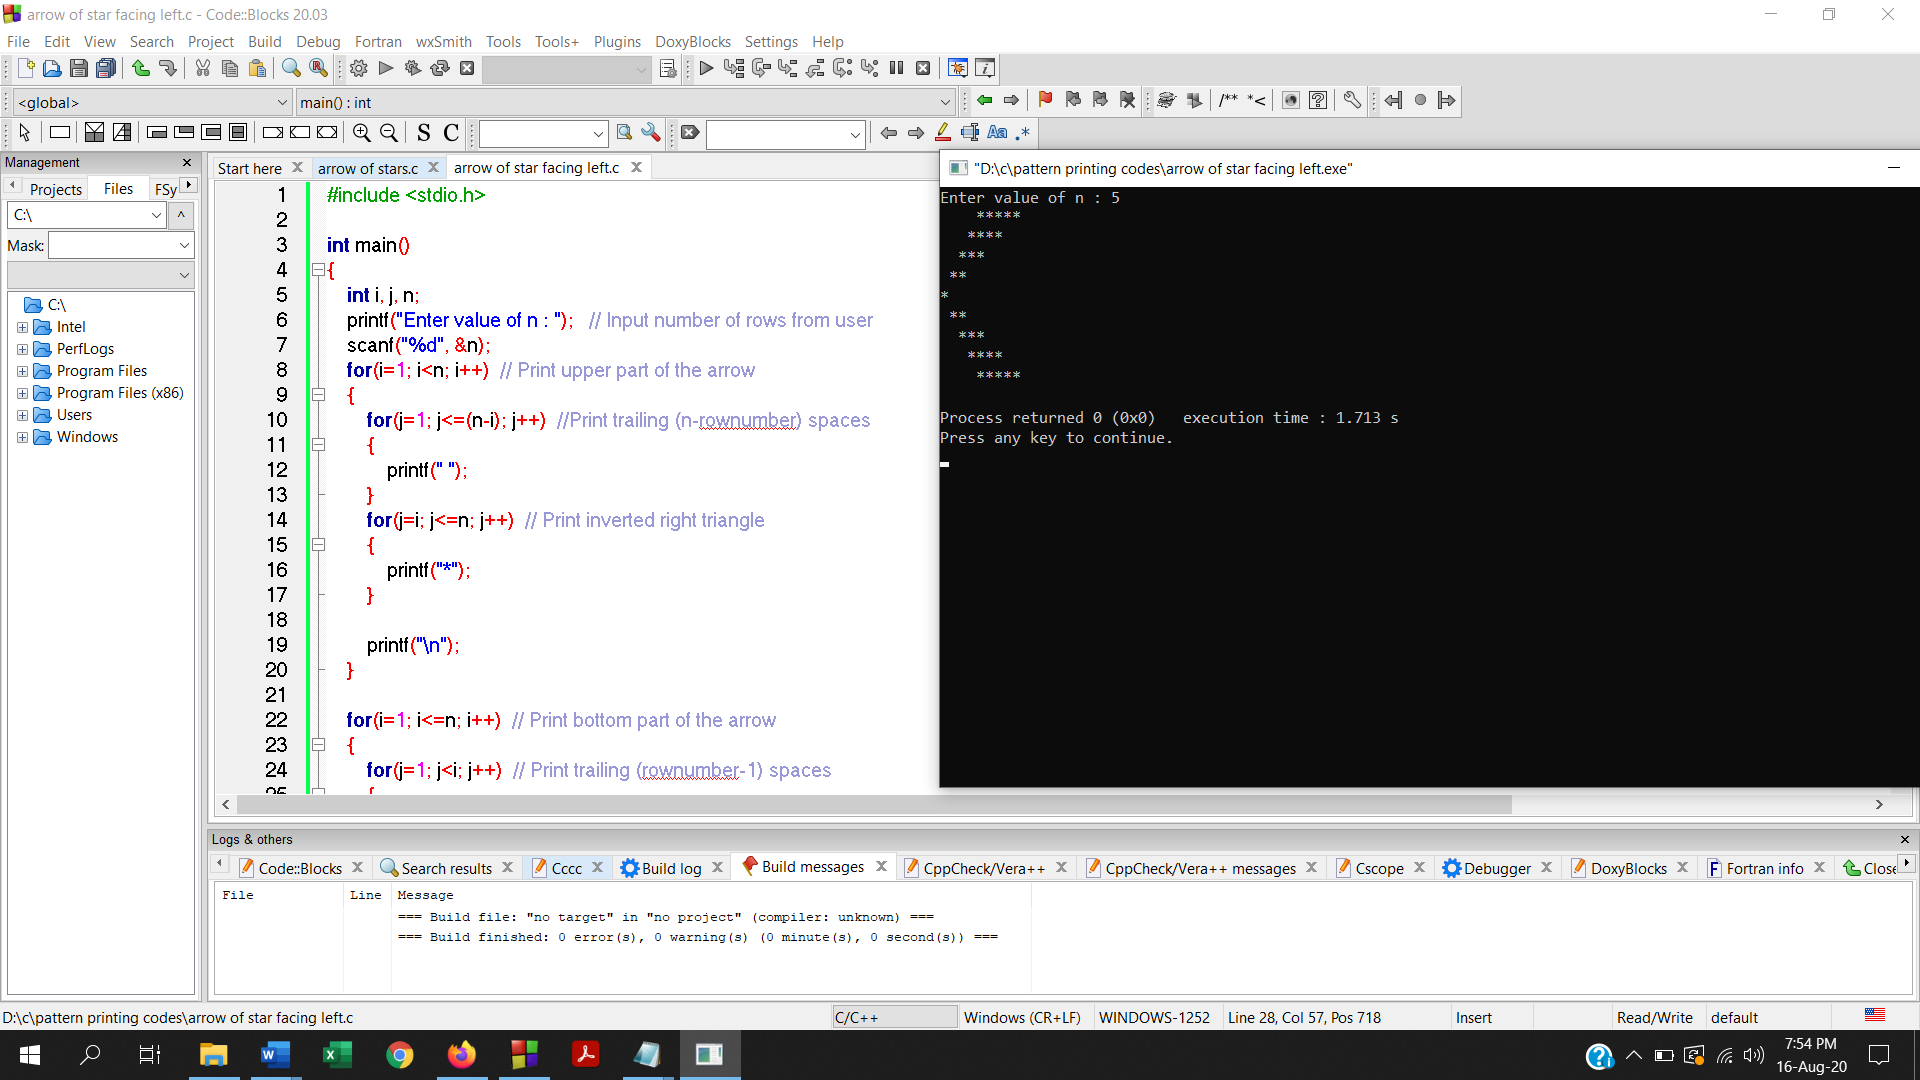 arrow of star facing left.c - Code::Blocks 20.03
File Edit View Search Project Build Debug Fortran wxSmith Tools Tools+ Plugins DoxyBlocks Settings Help
<global> main() : int
/** *<
S C Aa .*
Management
Projects Files FSy
C:\
Mask:
C:\
Intel
PerfLogs
Program Files
Program Files (x86)
Users
Windows
Start here arrow of stars.c arrow of star facing left.c
1 #include <stdio.h>
2
3 int main()
4 {
5 int i, j, n;
6 printf("Enter value of n : "); // Input number of rows from user
7 scanf("%d", &n);
8 for(i=1; i<n; i++) // Print upper part of the arrow
9 {
10 for(j=1; j<=(n-i); j++) //Print trailing (n-rownumber) spaces
11 {
12 printf(" ");
13 }
14 for(j=i; j<=n; j++) // Print inverted right triangle
15 {
16 printf("*");
17 }
18
19 printf("\n");
20 }
21
22 for(i=1; i<=n; i++) // Print bottom part of the arrow
23 {
24 for(j=1; j<i; j++) // Print trailing (rownumber-1) spaces
25 {
"D:\c\pattern printing codes\arrow of star facing left.exe"
Enter value of n : 5
    *****
   ****
  ***
 **
*
 **
  ***
   ****
    *****
Process returned 0 (0x0)   execution time : 1.713 s
Press any key to continue.
Logs & others
Code::Blocks Search results Cccc Build log Build messages CppCheck/Vera++ CppCheck/Vera++ messages Cscope Debugger DoxyBlocks Fortran info Close
File Line Message
=== Build file: "no target" in "no project" (compiler: unknown) ===
=== Build finished: 0 error(s), 0 warning(s) (0 minute(s), 0 second(s)) ===
D:\c\pattern printing codes\arrow of star facing left.c C/C++ Windows (CR+LF) WINDOWS-1252 Line 28, Col 57, Pos 718 Insert Read/Write default
7:54 PM
16-Aug-20